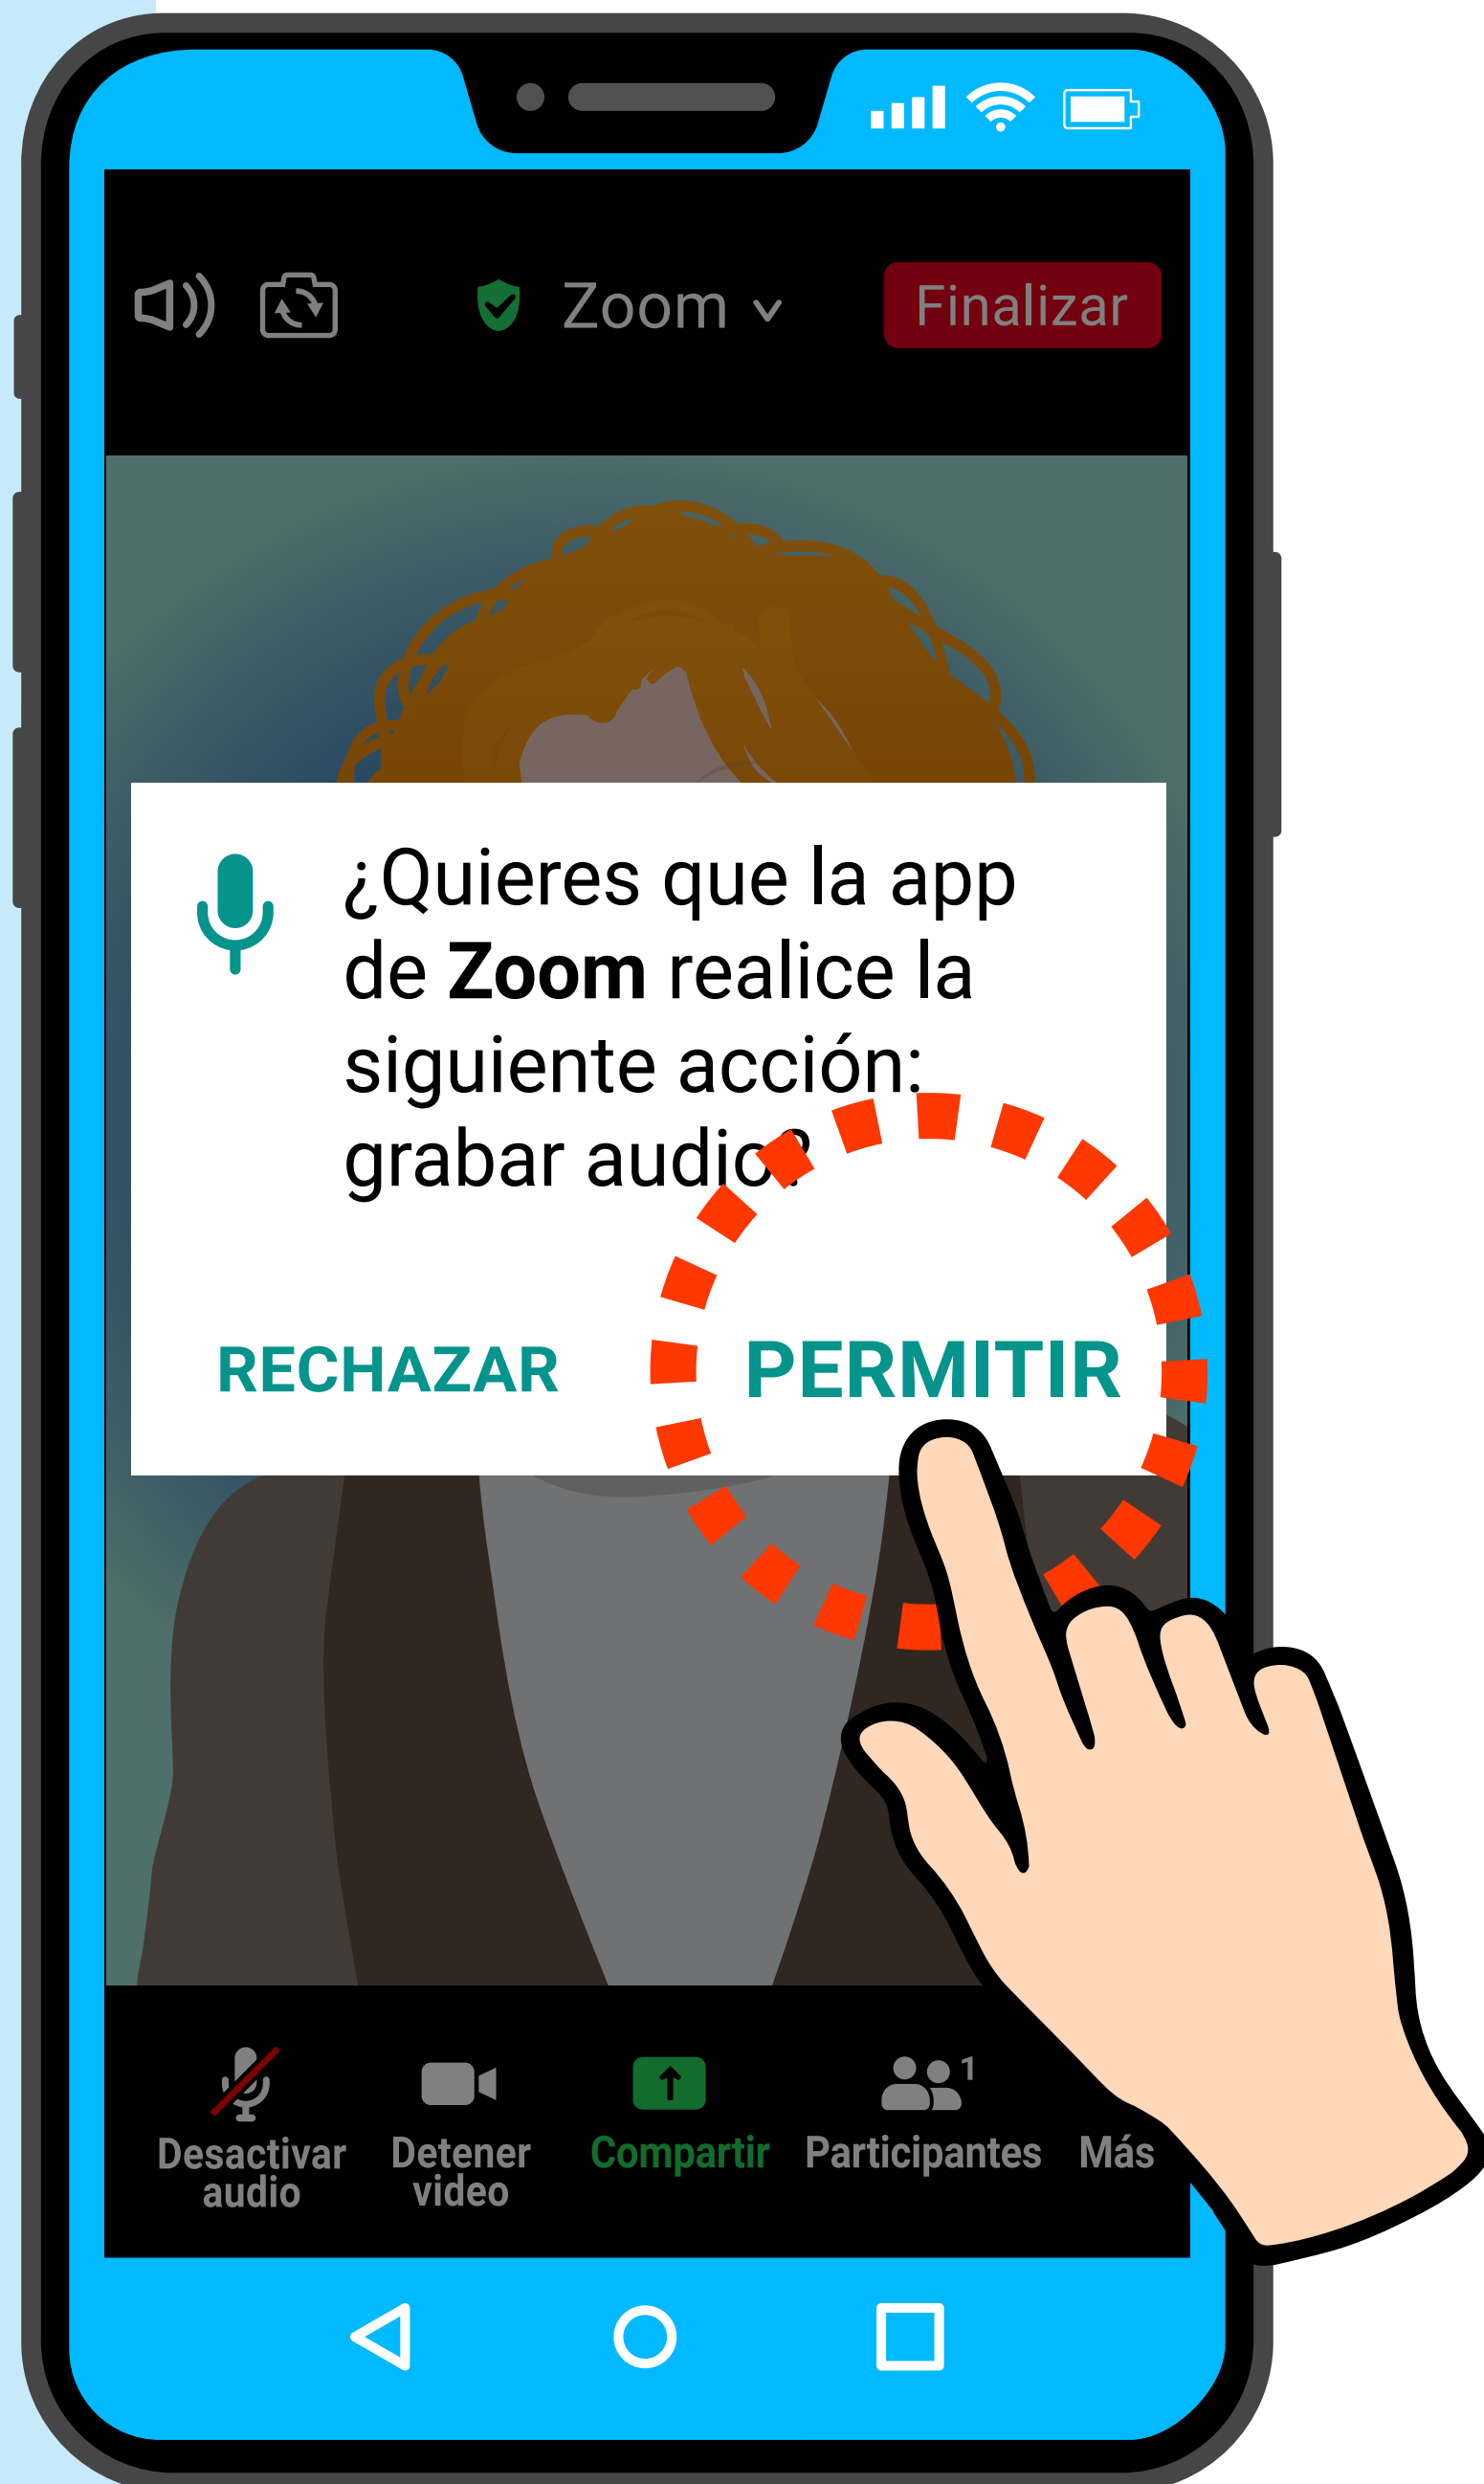 Zoom
Finalizar
¿Quieres que la app
de Zoom realice la
siguiente acción:
grabar audio?
RECHAZAR
PERMITIR
1
Desactivar
audio
Detener
video
Compartir
Participantes
Más